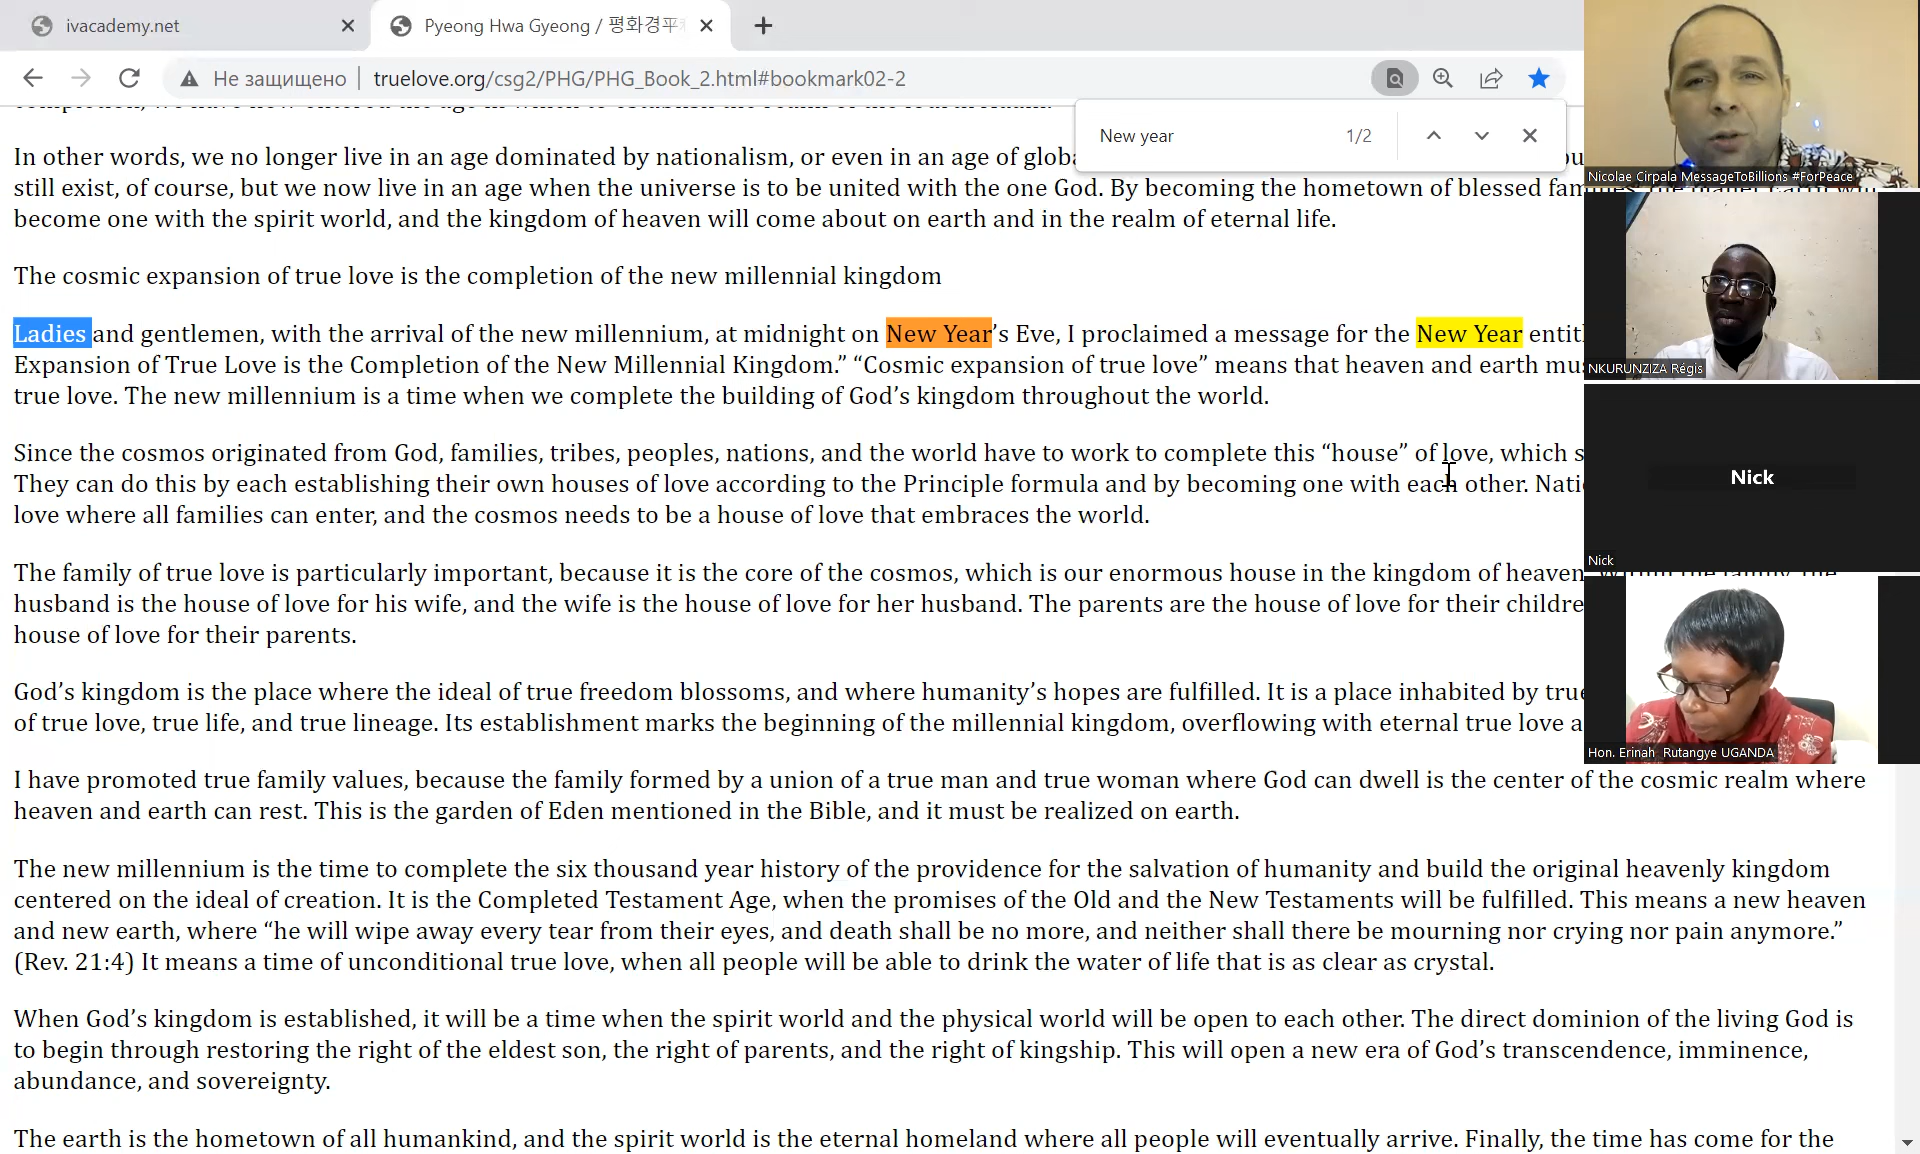 ivacademy.net
Pyeong Hwa Gyeong / 평화경平
Не защищено
truelove.org/csg2/PHG/PHG_Book_2.html#bookmark02-2
New year 1/2
In other words, we no longer live in an age dominated by nationalism, or even in an age of
still exist, of course, but we now live in an age when the universe is to be united with the one God. By becoming the hometown of blessed
become one with the spirit world, and the kingdom of heaven will come about on earth and in the realm of eternal life.
The cosmic expansion of true love is the completion of the new millennial kingdom
Ladies and gentlemen, with the arrival of the new millennium, at midnight on New Year’s Eve, I proclaimed a message for the New Year
Expansion of True Love is the Completion of the New Millennial Kingdom.” “Cosmic expansion of true love” means that heaven and earth
true love. The new millennium is a time when we complete the building of God’s kingdom throughout the world.
Since the cosmos originated from God, families, tribes, peoples, nations, and the world have to work to complete this “house” of love, which
They can do this by each establishing their own houses of love according to the Principle formula and by becoming one with each other.
love where all families can enter, and the cosmos needs to be a house of love that embraces the world.
The family of true love is particularly important, because it is the core of the cosmos, which is our enormous house in the kingdom of heaven
husband is the house of love for his wife, and the wife is the house of love for her husband. The parents are the house of love for their
house of love for their parents.
God’s kingdom is the place where the ideal of true freedom blossoms, and where humanity’s hopes are fulfilled. It is a place inhabited by
of true love, true life, and true lineage. Its establishment marks the beginning of the millennial kingdom, overflowing with eternal true love
I have promoted true family values, because the family formed by a union of a true man and true woman where God can dwell is the center of the cosmic realm where
heaven and earth can rest. This is the garden of Eden mentioned in the Bible, and it must be realized on earth.
The new millennium is the time to complete the six thousand year history of the providence for the salvation of humanity and build the original heavenly kingdom
centered on the ideal of creation. It is the Completed Testament Age, when the promises of the Old and the New Testaments will be fulfilled. This means a new heaven
and new earth, where “he will wipe away every tear from their eyes, and death shall be no more, and neither shall there be mourning nor crying nor pain anymore.”
(Rev. 21:4) It means a time of unconditional true love, when all people will be able to drink the water of life that is as clear as crystal.
When God’s kingdom is established, it will be a time when the spirit world and the physical world will be open to each other. The direct dominion of the living God is
to begin through restoring the right of the eldest son, the right of parents, and the right of kingship. This will open a new era of God’s transcendence, imminence,
abundance, and sovereignty.
The earth is the hometown of all humankind, and the spirit world is the eternal homeland where all people will eventually arrive. Finally, the time has come for the
Nicolae Cirpala MessageToBillions #ForPeace
NKURUNZIZA Régis
Nick
Nick
Hon. Erinah Rutangye UGANDA